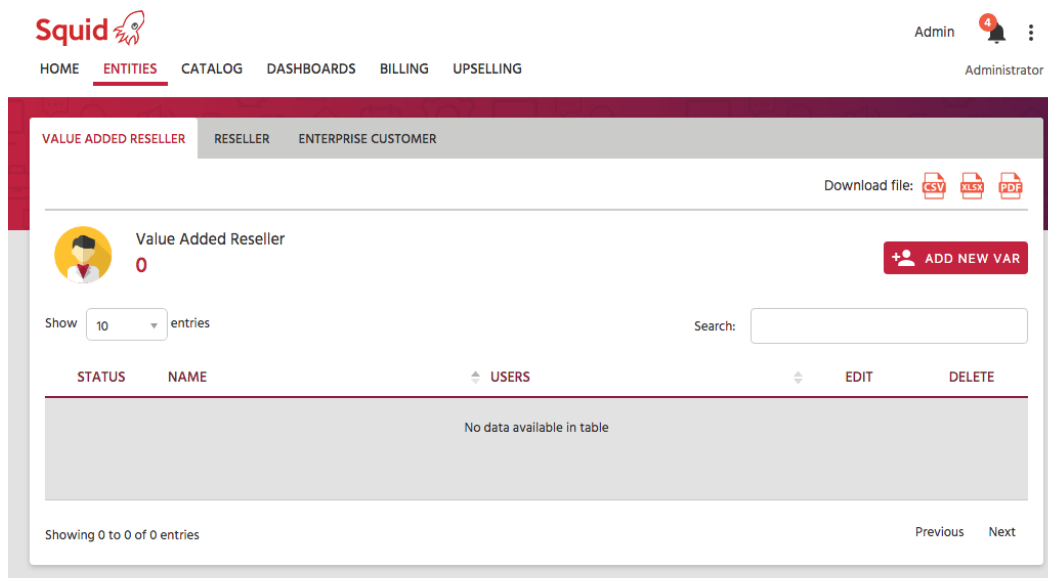 Squid
Admin 4
HOME ENTITIES CATALOG DASHBOARDS BILLING UPSELLING
Administrator
VALUE ADDED RESELLER RESELLER ENTERPRISE CUSTOMER
Download file: CSV XLSX PDF
Value Added Reseller
0
ADD NEW VAR
Show 10 entries Search:
STATUS NAME USERS EDIT DELETE
No data available in table
Showing 0 to 0 of 0 entries Previous Next